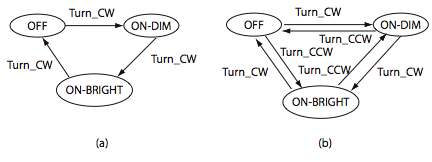 Turn_CW
OFF
ON-DIM
Turn_CW
Turn_CW
ON-BRIGHT
(a)
Turn_CW
OFF
ON-DIM
Turn_CCW
Turn_CCW
Turn_CW
Turn_CCW
Turn_CW
ON-BRIGHT
(b)